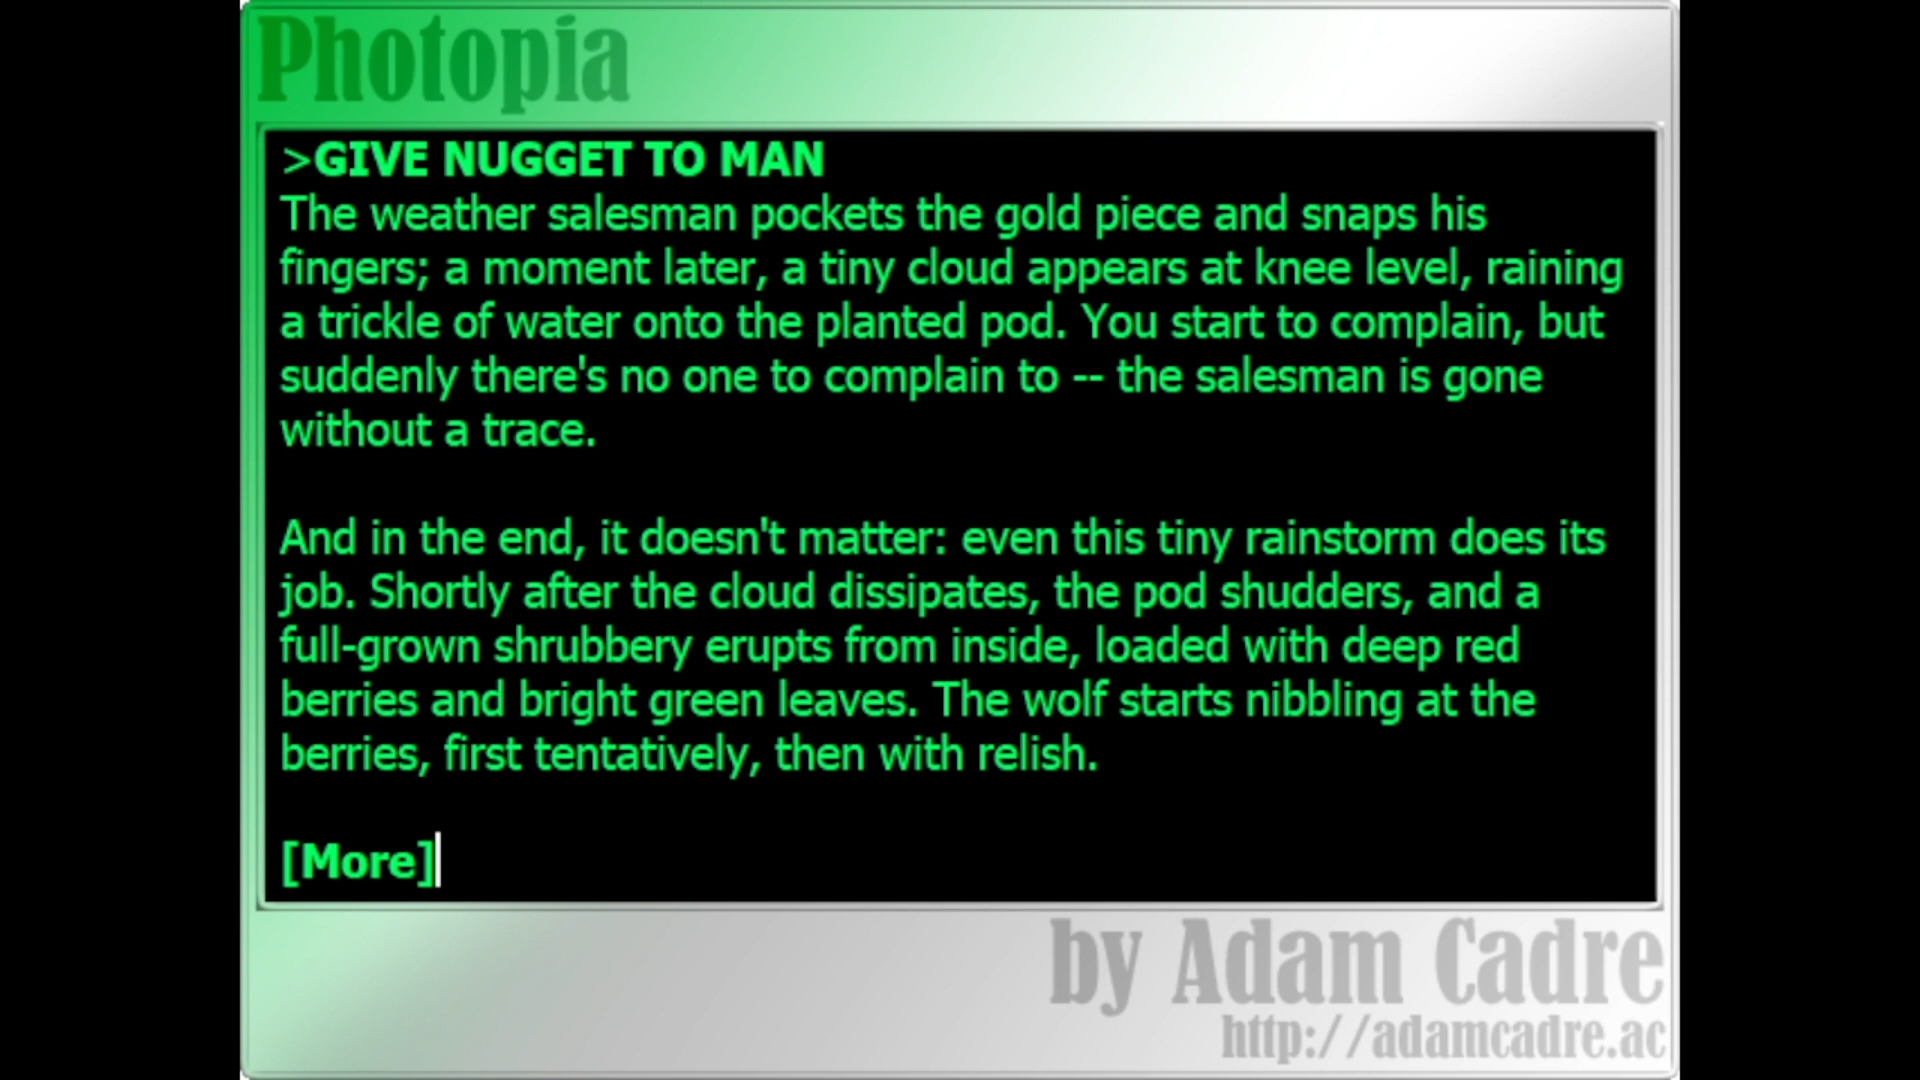 Photopia
>GIVE NUGGET TO MAN
The weather salesman pockets the gold piece and snaps his
fingers; a moment later, a tiny cloud appears at knee level, raining
a trickle of water onto the planted pod. You start to complain, but
suddenly there's no one to complain to -- the salesman is gone
without a trace.
And in the end, it doesn't matter: even this tiny rainstorm does its
job. Shortly after the cloud dissipates, the pod shudders, and a
full-grown shrubbery erupts from inside, loaded with deep red
berries and bright green leaves. The wolf starts nibbling at the
berries, first tentatively, then with relish.
[More]
by Adam Cadre
http://adamcadre.ac